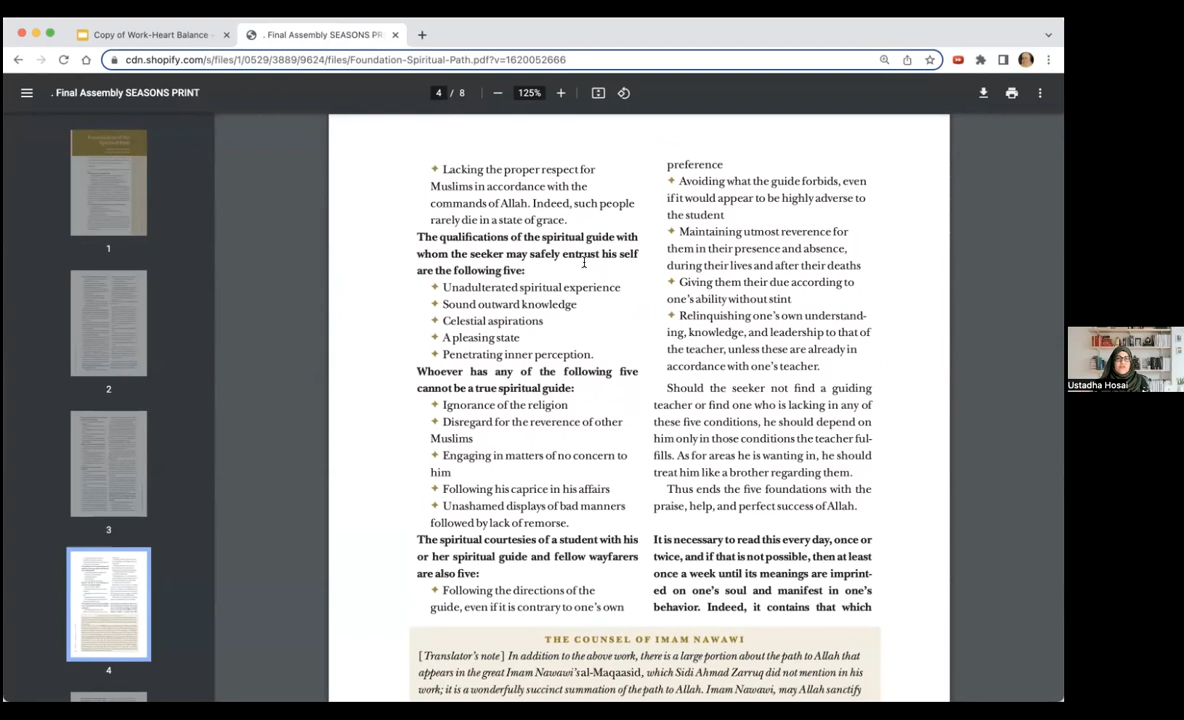 Copy of Work-Heart Balance -
. Final Assembly SEASONS PR
cdn.shopify.com/s/files/1/0529/3889/9624/files/Foundation-Spiritual-Path.pdf?v=1620052666
. Final Assembly SEASONS PRINT
4 / 8
125%
1
2
3
4
✦ Lacking the proper respect for
Muslims in accordance with the
commands of Allah. Indeed, such people
rarely die in a state of grace.
The qualifications of the spiritual guide with
whom the seeker may safely entrust his self
are the following five:
✦ Unadulterated spiritual experience
✦ Sound outward knowledge
✦ Celestial aspirations
✦ A pleasing state
✦ Penetrating inner perception.
Whoever has any of the following five
cannot be a true spiritual guide:
✦ Ignorance of the religion
✦ Disregard for the reverence of other
Muslims
✦ Engaging in matters of no concern to
him
✦ Following his caprice in his affairs
✦ Unashamed displays of bad manners
followed by lack of remorse.
The spiritual courtesies of a student with his
or her spiritual guide and fellow wayfarers
are also five:
✦ Following the directions of the
guide, even if it is contrary to one's own
preference
✦ Avoiding what the guide forbids, even
if it would appear to be highly adverse to
the student
✦ Maintaining utmost reverence for
them in their presence and absence,
during their lives and after their deaths
✦ Giving them their due according to
one's ability without stint
✦ Relinquishing one's own understand-
ing, knowledge, and leadership to that of
the teacher, unless these are already in
accordance with one's teacher.
Should the seeker not find a guiding
teacher or find one who is lacking in any of
these five conditions, he should depend on
him only in those conditions the teacher ful-
fills. As for areas he is wanting in, he should
treat him like a brother regarding them.
Thus ends the five foundations with the
praise, help, and perfect success of Allah.
It is necessary to read this every day, once or
twice, and if that is not possible, then at least
once a week until its meanings are imprint-
ed on one's soul and manifest in one's
behavior. Indeed, it contains that which
THE COUNSEL OF IMAM NAWAWI
[Translator's note] In addition to the above work, there is a large portion about the path to Allah that
appears in the great Imam Nawawi's al-Maqaasid, which Sidi Ahmad Zarruq did not mention in his
work; it is a wonderfully succinct summation of the path to Allah. Imam Nawawi, may Allah sanctify
Ustadha Hosai